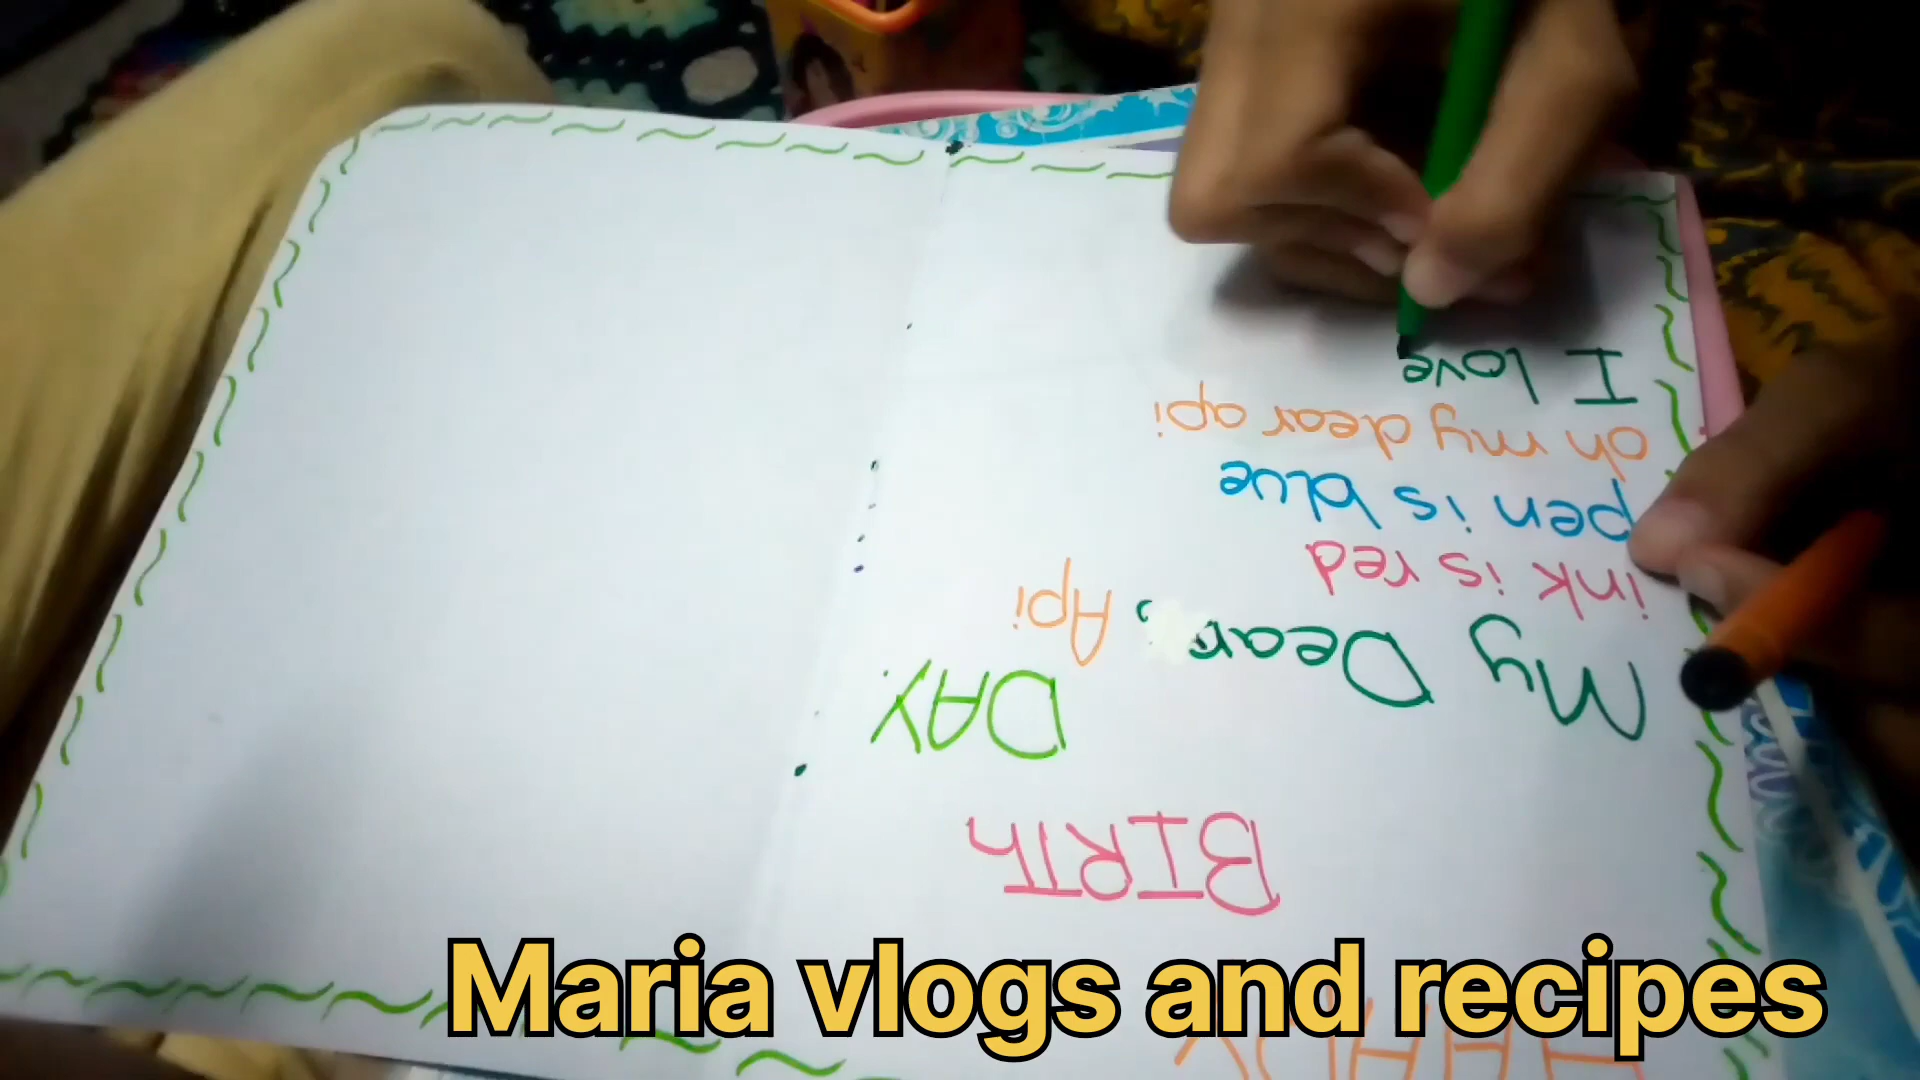 HAPPY
BIRTh
DAY.
My Dear, Api
ink is red
pen is blue
oh my dear api
I love
Maria vlogs and recipes